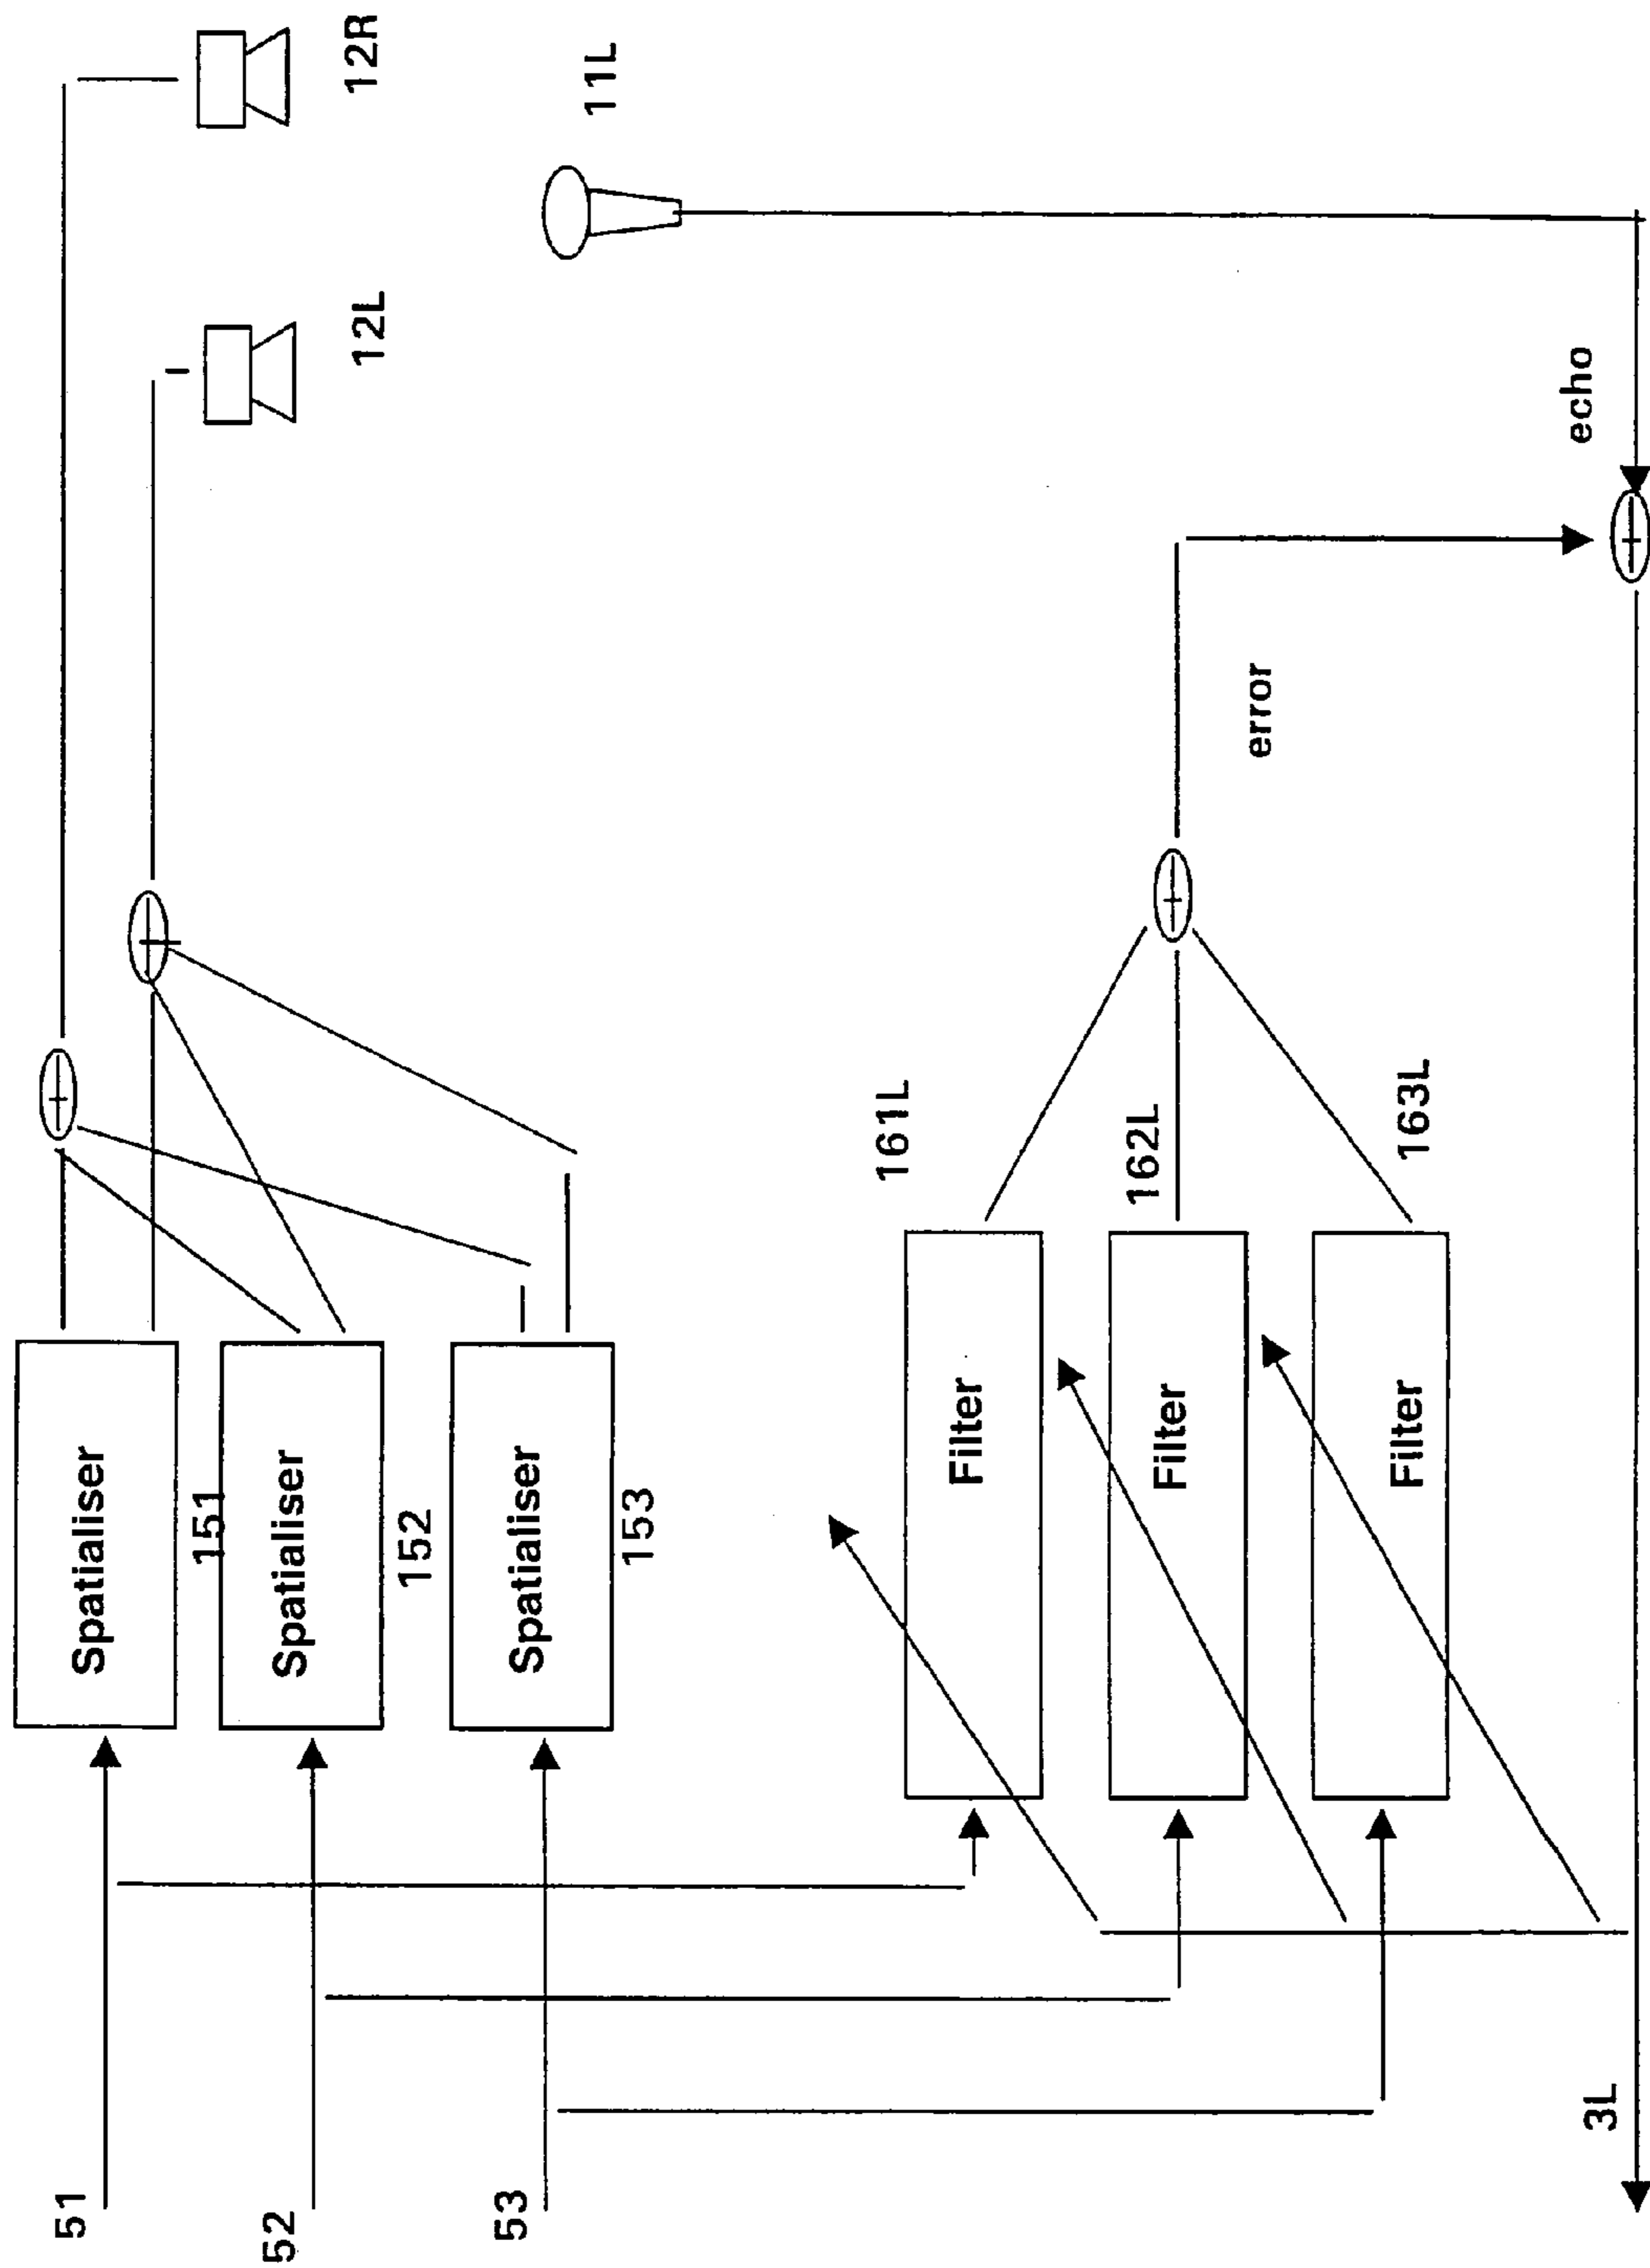 51
Spatialiser
151
52
Spatialiser
152
53
Spatialiser
153
12R
12L
11L
Filter
161L
Filter
162L
Filter
163L
error
echo
3L